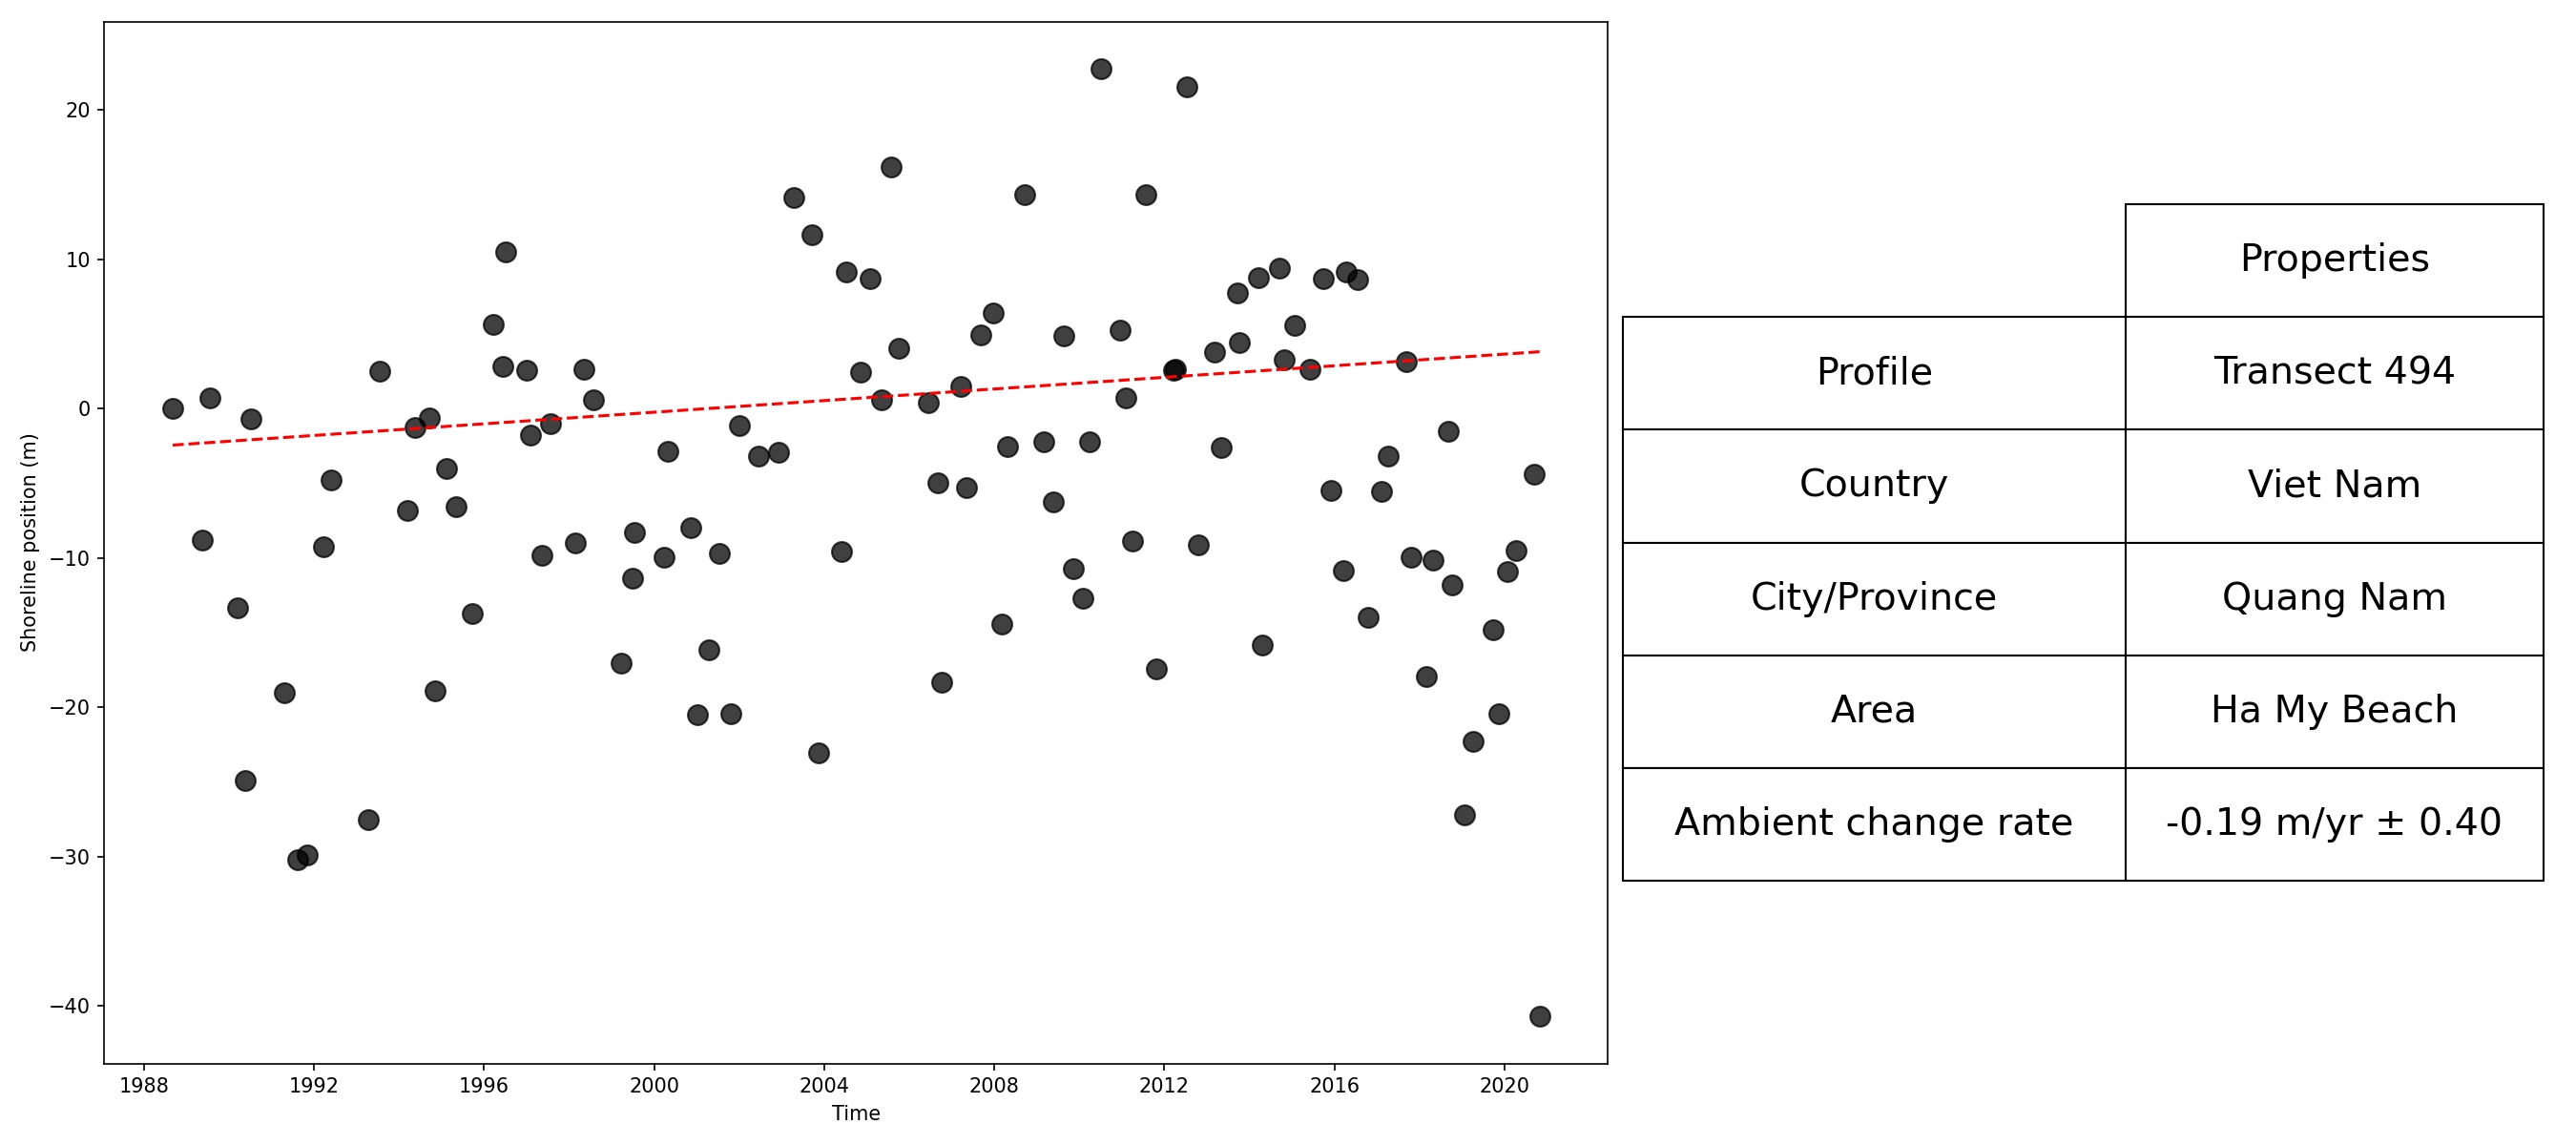 20
10
0
−10
−20
−30
−40
Shoreline position (m)
1988 1992 1996 2000 2004 2008 2012 2016 2020
Time
Properties
Profile Transect 494
Country Viet Nam
City/Province Quang Nam
Area Ha My Beach
Ambient change rate -0.19 m/yr ± 0.40